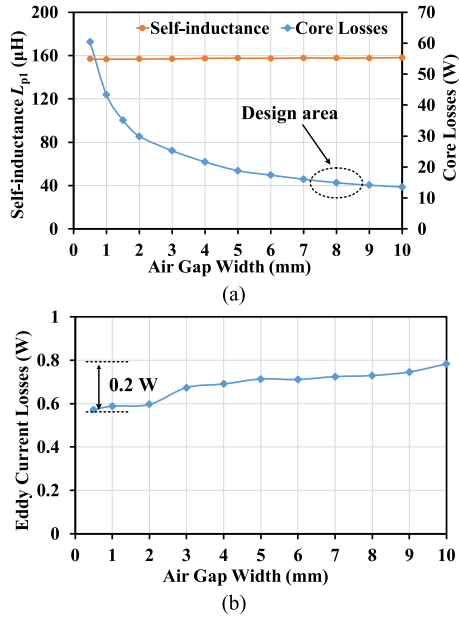 Self-inductance Core Losses
Self-inductance Lp1 (µH)
200
160
120
80
40
0
Design area
70
60
50
40
30
20
10
0
Core Losses (W)
0 1 2 3 4 5 6 7 8 9 10
Air Gap Width (mm)
(a)
Eddy Current Losses (W)
1
0.8
0.6
0.4
0.2
0
0.2 W
0 1 2 3 4 5 6 7 8 9 10
Air Gap Width (mm)
(b)